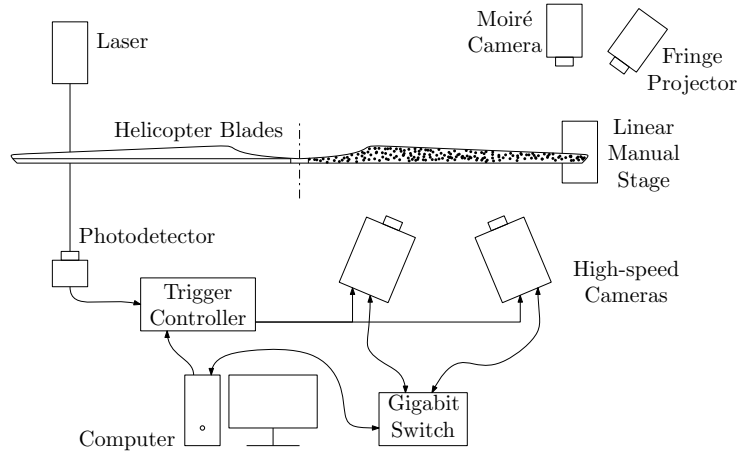 Laser
Moiré
Camera
Fringe
Projector
Helicopter Blades
Linear
Manual
Stage
Photodetector
High-speed
Cameras
Trigger
Controller
Gigabit
Switch
Computer